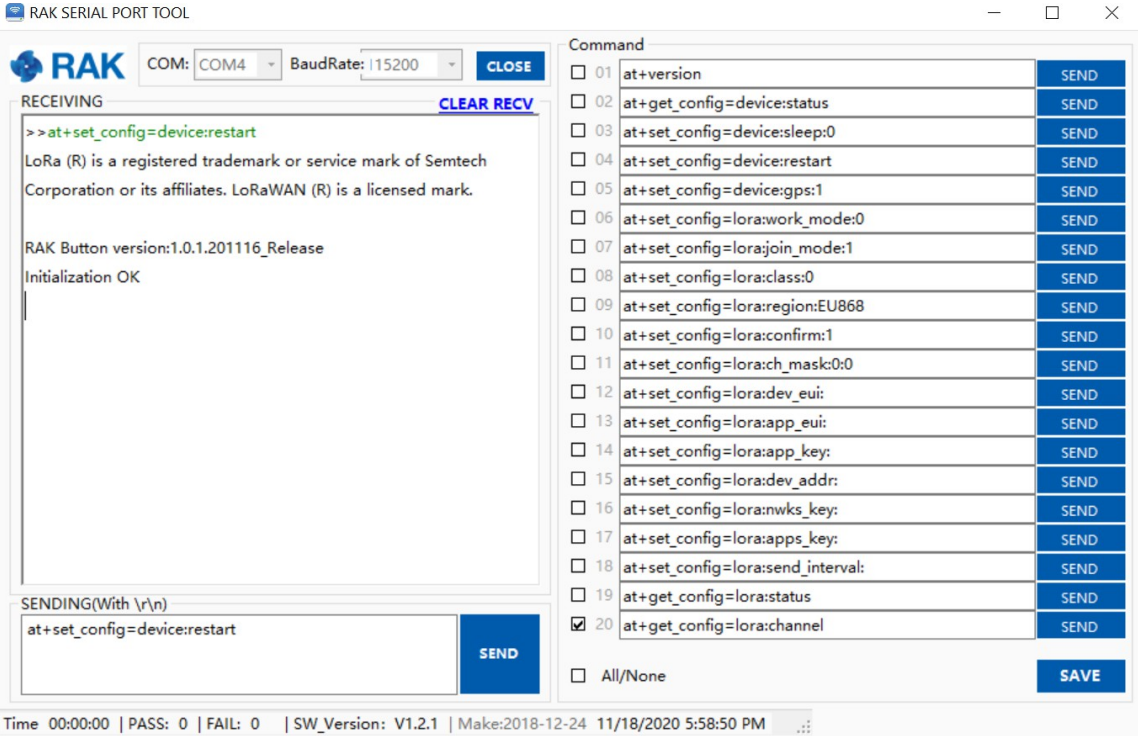 RAK SERIAL PORT TOOL
RAK COM: COM4 BaudRate: 115200 CLOSE
RECEIVING CLEAR RECV
>>at+set_config=device:restart
LoRa (R) is a registered trademark or service mark of Semtech
Corporation or its affiliates. LoRaWAN (R) is a licensed mark.
RAK Button version:1.0.1.201116_Release
Initialization OK
SENDING(With \r\n)
at+set_config=device:restart
SEND
Command
01 at+version SEND
02 at+get_config=device:status SEND
03 at+set_config=device:sleep:0 SEND
04 at+set_config=device:restart SEND
05 at+set_config=device:gps:1 SEND
06 at+set_config=lora:work_mode:0 SEND
07 at+set_config=lora:join_mode:1 SEND
08 at+set_config=lora:class:0 SEND
09 at+set_config=lora:region:EU868 SEND
10 at+set_config=lora:confirm:1 SEND
11 at+set_config=lora:ch_mask:0:0 SEND
12 at+set_config=lora:dev_eui: SEND
13 at+set_config=lora:app_eui: SEND
14 at+set_config=lora:app_key: SEND
15 at+set_config=lora:dev_addr: SEND
16 at+set_config=lora:nwks_key: SEND
17 at+set_config=lora:apps_key: SEND
18 at+set_config=lora:send_interval: SEND
19 at+get_config=lora:status SEND
20 at+get_config=lora:channel SEND
All/None SAVE
Time 00:00:00 | PASS: 0 | FAIL: 0 | SW_Version: V1.2.1 | Make:2018-12-24 11/18/2020 5:58:50 PM